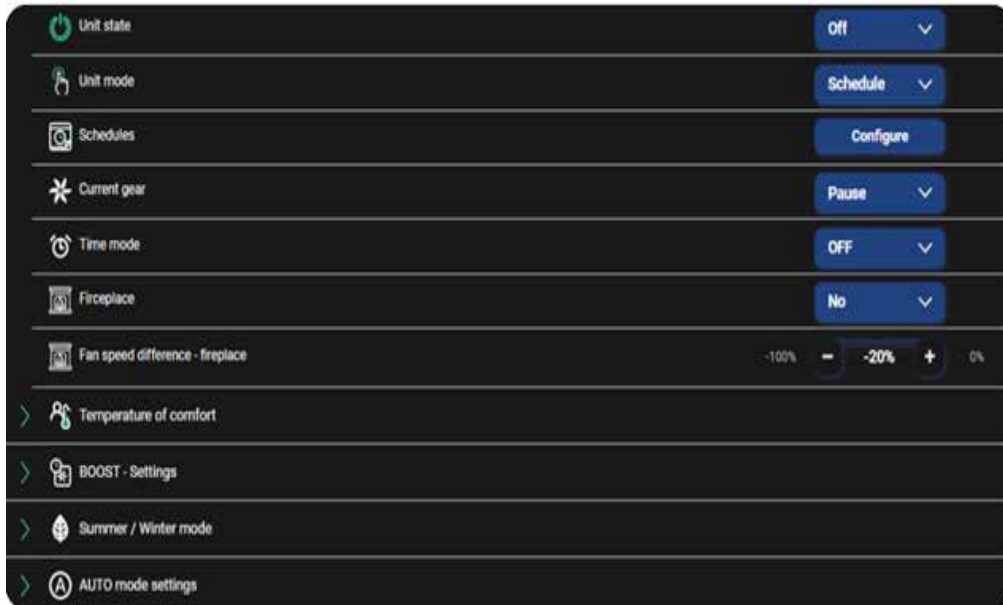 Unit state Off
Unit mode Schedule
Schedules Configure
Current gear Pause
Time mode OFF
Firceplace No
Fan speed difference - fireplace -100% - -20% + 0%
Temperature of comfort
BOOST - Settings
Summer / Winter mode
A AUTO mode settings